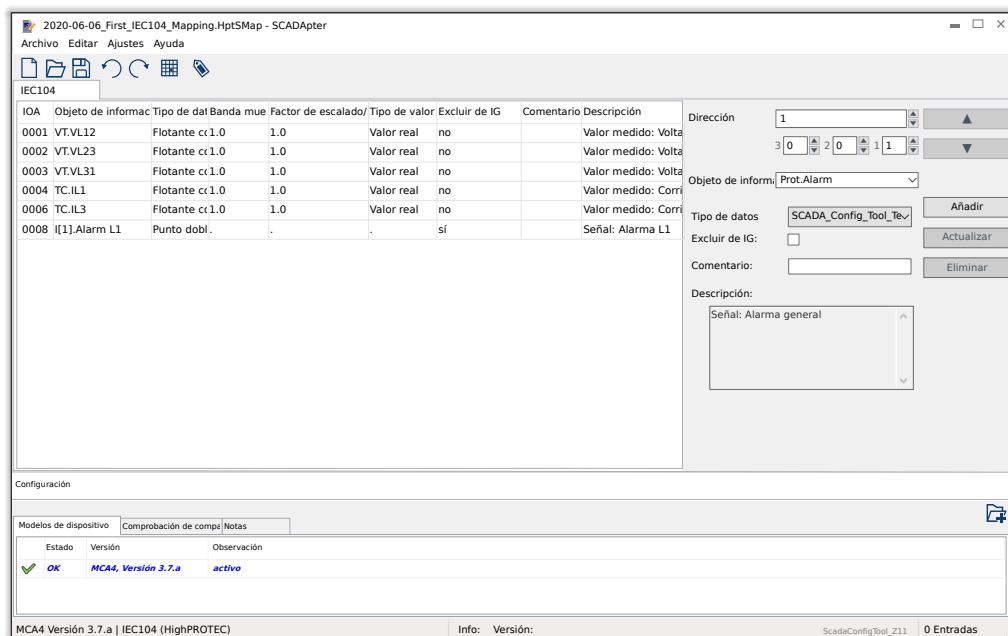 2020-06-06_First_IEC104_Mapping.HptSMap - SCADApter
Archivo Editar Ajustes Ayuda
IEC104
IOA Objeto de informac Tipo de dat Banda mue Factor de escalado/ Tipo de valor Excluir de IG Comentario Descripción
0001 VT.VL12 Flotante co 1.0 1.0 Valor real no Valor medido: Volta
0002 VT.VL23 Flotante co 1.0 1.0 Valor real no Valor medido: Volta
0003 VT.VL31 Flotante co 1.0 1.0 Valor real no Valor medido: Volta
0004 TC.IL1 Flotante co 1.0 1.0 Valor real no Valor medido: Corri
0006 TC.IL3 Flotante co 1.0 1.0 Valor real no Valor medido: Corri
0008 I[1].Alarm L1 Punto dobl . . . sí Señal: Alarma L1
Dirección 1
3 0 2 0 1 1
Objeto de inform Prot.Alarm
Tipo de datos SCADA_Config_Tool_Te
Excluir de IG:
Comentario:
Descripción:
Señal: Alarma general
Añadir
Actualizar
Eliminar
Configuración
Modelos de dispositivo Comprobación de compa Notas
Estado Versión Observación
OK MCA4, Versión 3.7.a activo
MCA4 Versión 3.7.a | IEC104 (HighPROTEC) Info: Versión: ScadaConfigTool_Z11 0 Entradas